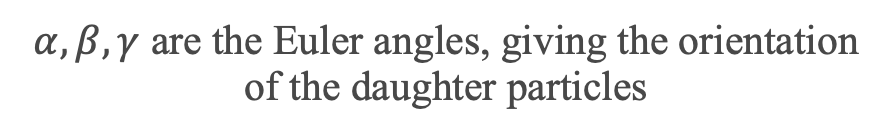 α, β, γ are the Euler angles, giving the orientation
of the daughter particles